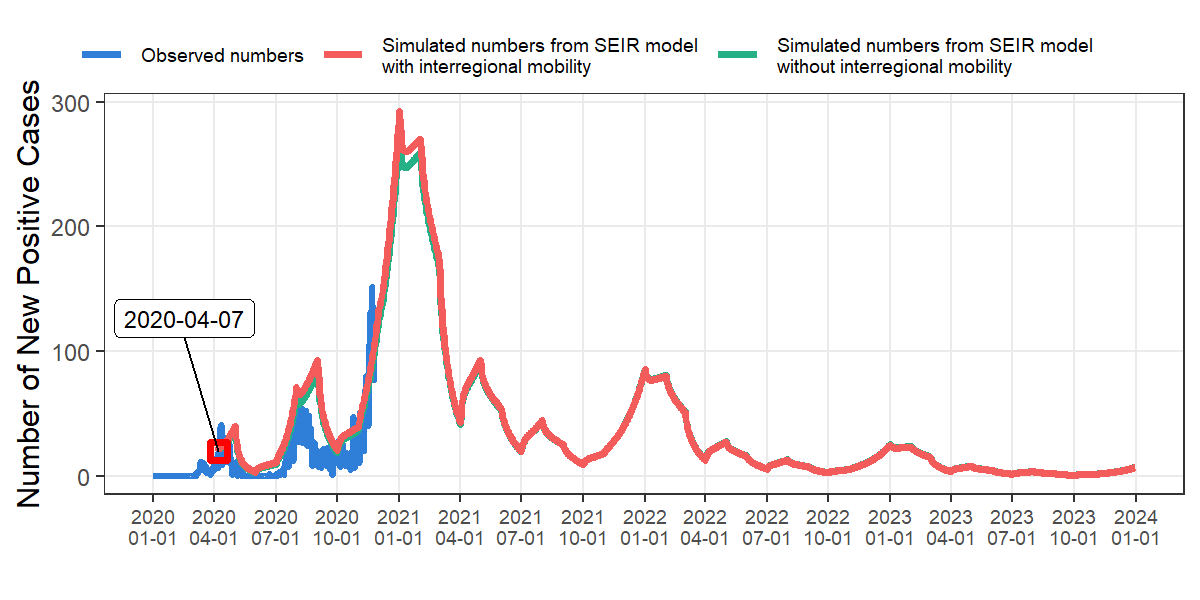 Observed numbers
Simulated numbers from SEIR model
with interregional mobility
Simulated numbers from SEIR model
without interregional mobility
Number of New Positive Cases
300
200
100
0
2020-04-07
2020 2020 2020 2020 2021 2021 2021 2021 2022 2022 2022 2022 2023 2023 2023 2023 2024
01-01 04-01 07-01 10-01 01-01 04-01 07-01 10-01 01-01 04-01 07-01 10-01 01-01 04-01 07-01 10-01 01-01